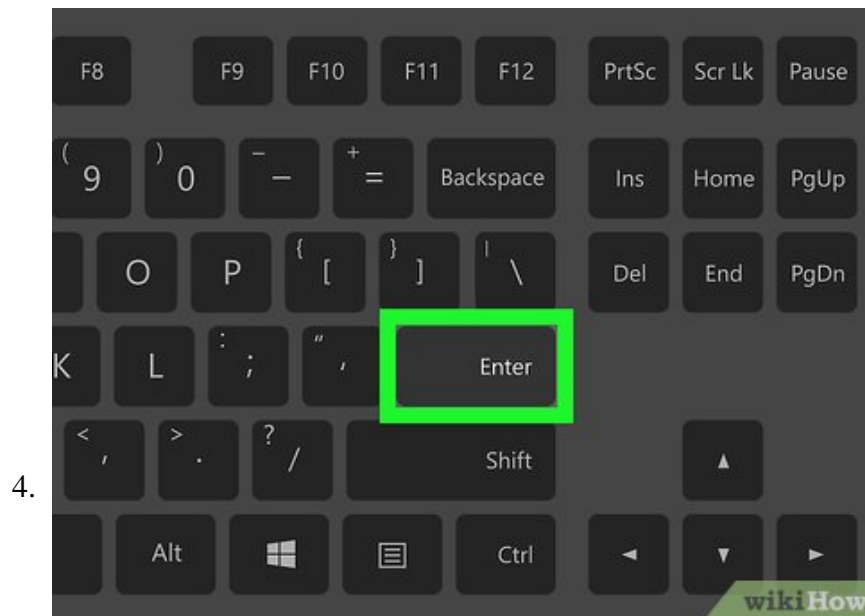 F8 F9 F10 F11 F12 PrtSc Scr Lk Pause
( 9 ) 0 _ - + = Backspace Ins Home PgUp
O P { [ } ] | \ Del End PgDn
K L : ; " ' Enter
< , > . ? / Shift
4.
Alt Ctrl
wikiHow